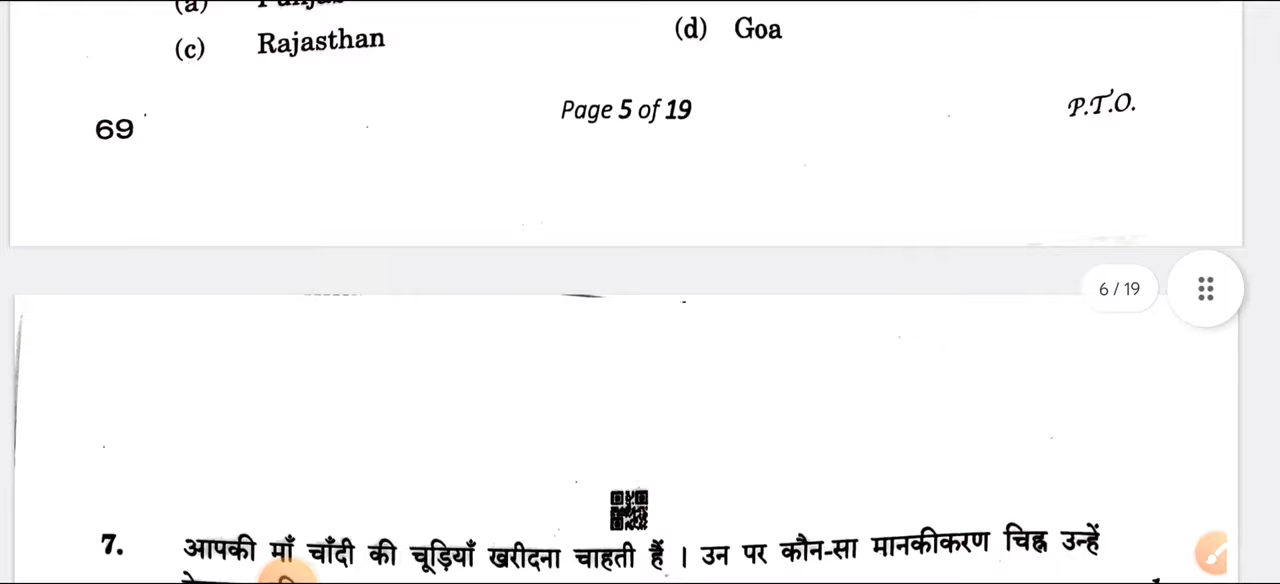 (a)
(c) Rajasthan (d) Goa
69 Page 5 of 19 P.T.O.
6 / 19
7. आपकी माँ चाँदी की चूड़ियाँ खरीदना चाहती हैं । उन पर कौन-सा मानकीकरण चिह्न उन्हें